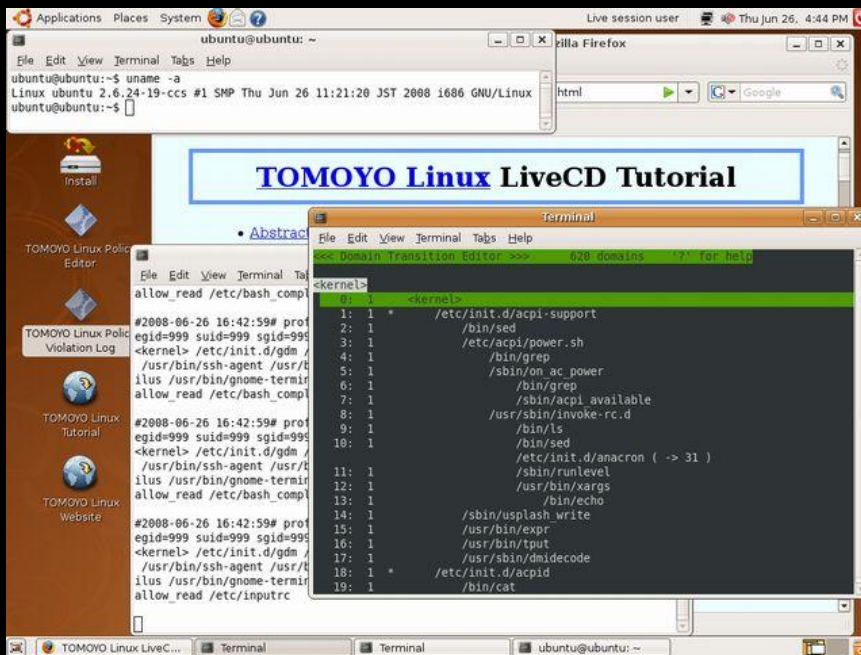 Applications Places System
Live session user
Thu Jun 26, 4:44 PM
ubuntu@ubuntu: ~
File Edit View Terminal Tabs Help
ubuntu@ubuntu:~$ uname -a
Linux ubuntu 2.6.24-19-ccs #1 SMP Thu Jun 26 11:21:20 JST 2008 i686 GNU/Linux
ubuntu@ubuntu:~$
zilla Firefox
html
Google
Install
TOMOYO Linux Polic
Editor
TOMOYO Linux Polic
Violation Log
TOMOYO Linux
Tutorial
TOMOYO Linux
Website
TOMOYO Linux LiveCD Tutorial
• Abstrac
File Edit View Terminal Ta
allow_read /etc/bash_compl
#2008-06-26 16:42:59# prof
egid=999 suid=999 sgid=999
<kernel> /etc/init.d/gdm /
/usr/bin/ssh-agent /usr/b
ilus /usr/bin/gnome-termin
allow_read /etc/bash_compl
#2008-06-26 16:42:59# prof
egid=999 suid=999 sgid=999
<kernel> /etc/init.d/gdm /
/usr/bin/ssh-agent /usr/b
ilus /usr/bin/gnome-termin
allow_read /etc/bash_compl
#2008-06-26 16:42:59# prof
egid=999 suid=999 sgid=999
<kernel> /etc/init.d/gdm /
/usr/bin/ssh-agent /usr/b
ilus /usr/bin/gnome-termin
allow_read /etc/inputrc
Terminal
File Edit View Terminal Tabs Help
<<< Domain Transition Editor >>> 620 domains '?' for help
<kernel>
0: 1 <kernel>
1: 1 * /etc/init.d/acpi-support
2: 1 /bin/sed
3: 1 /etc/acpi/power.sh
4: 1 /bin/grep
5: 1 /sbin/on_ac_power
6: 1 /bin/grep
7: 1 /sbin/acpi_available
8: 1 /usr/sbin/invoke-rc.d
9: 1 /bin/ls
10: 1 /bin/sed
/etc/init.d/anacron ( -> 31 )
11: 1 /sbin/runlevel
12: 1 /usr/bin/xargs
13: 1 /bin/echo
14: 1 /sbin/usplash_write
15: 1 /usr/bin/expr
16: 1 /usr/bin/tput
17: 1 /usr/sbin/dmidecode
18: 1 * /etc/init.d/acpid
19: 1 /bin/cat
TOMOYO Linux LiveC...
Terminal
Terminal
ubuntu@ubuntu: ~